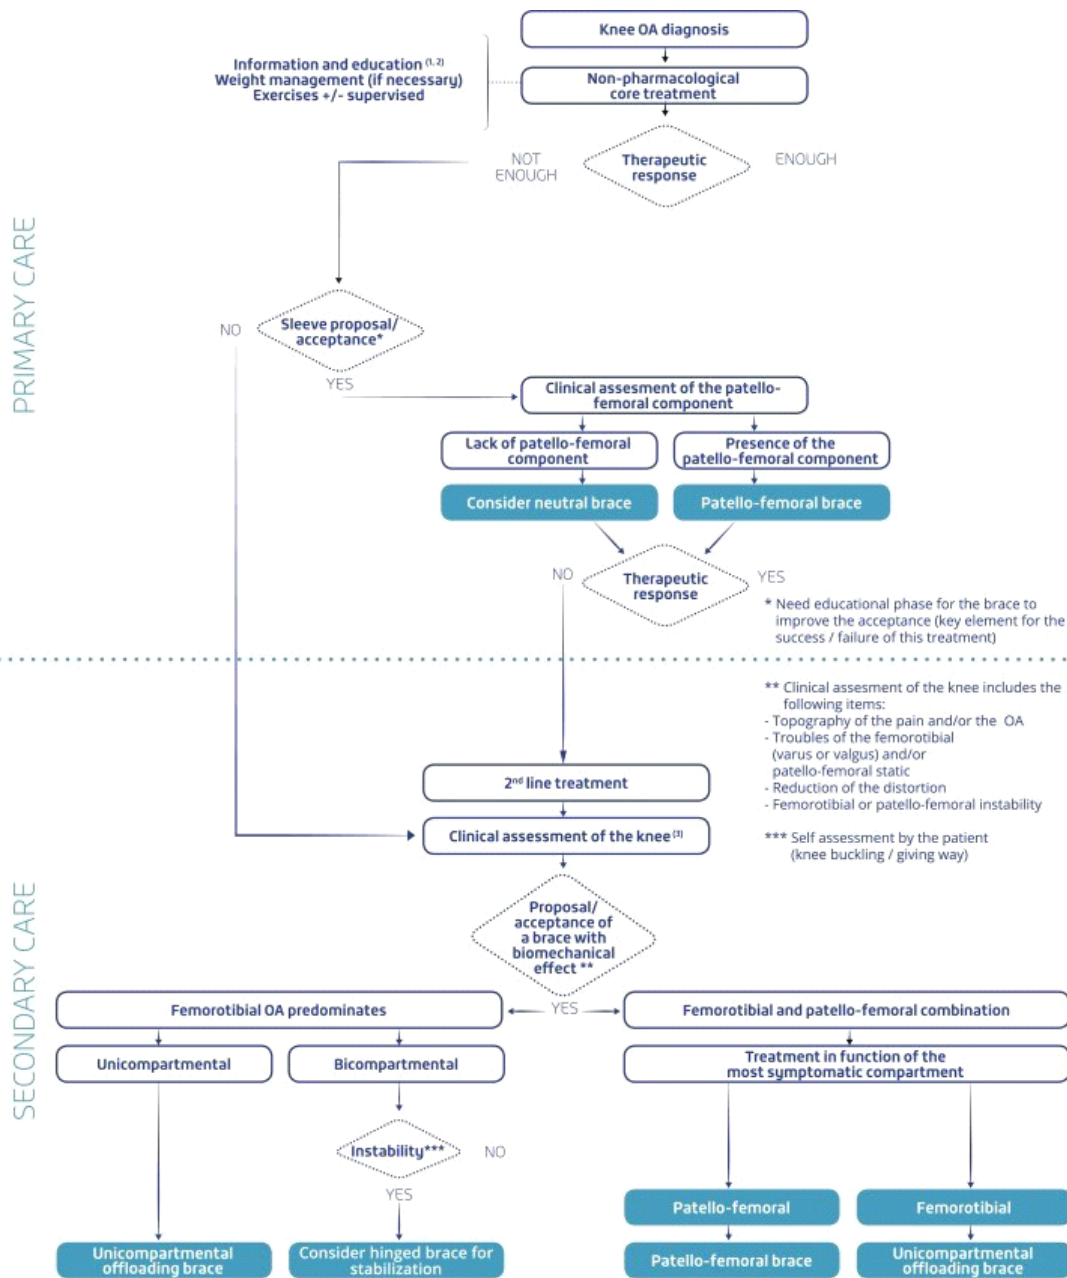 Knee OA diagnosis
Information and education (1, 2)
Weight management (if necessary)
Exercises +/- supervised
Non-pharmacological
core treatment
NOT
ENOUGH
Therapeutic
response
ENOUGH
PRIMARY CARE
NO
Sleeve proposal/
acceptance*
YES
Clinical assesment of the patello-
femoral component
Lack of patello-femoral
component
Presence of the
patello-femoral component
Consider neutral brace
Patello-femoral brace
NO
Therapeutic
response
YES
* Need educational phase for the brace to
improve the acceptance (key element for the
success / failure of this treatment)
** Clinical assesment of the knee includes the
following items:
- Topography of the pain and/or the OA
- Troubles of the femorotibial
(varus or valgus) and/or
patello-femoral static
- Reduction of the distortion
- Femorotibial or patello-femoral instability
*** Self assessment by the patient
(knee buckling / giving way)
2nd line treatment
Clinical assessment of the knee (3)
SECONDARY CARE
Proposal/
acceptance of
a brace with
biomechanical
effect **
YES
Femorotibial OA predominates
Femorotibial and patello-femoral combination
Unicompartmental
Bicompartmental
Treatment in function of the
most symptomatic compartment
Instability***
NO
YES
Patello-femoral
Femorotibial
Unicompartmental
offloading brace
Consider hinged brace for
stabilization
Patello-femoral brace
Unicompartmental
offloading brace